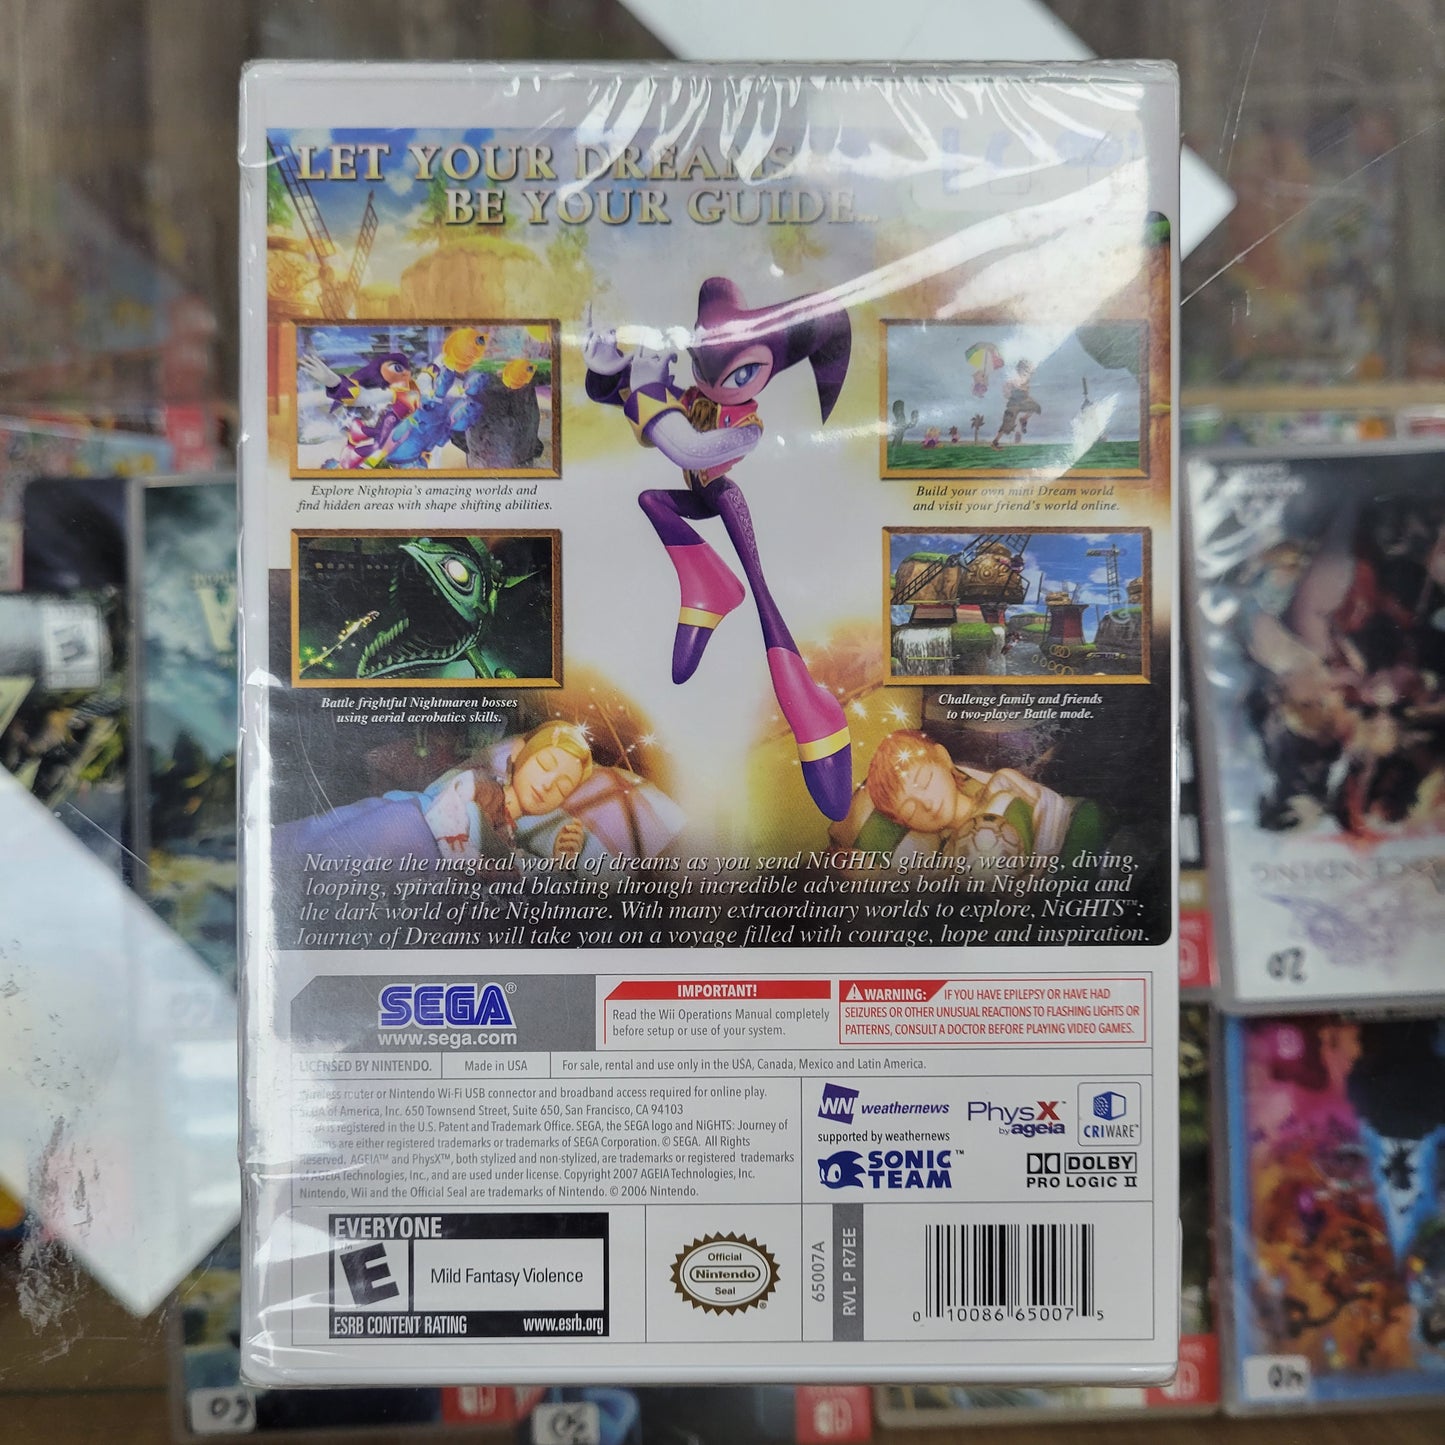 LET YOUR DREAMS
BE YOUR GUIDE...
Explore Nightopia's amazing worlds and
find hidden areas with shape shifting abilities.
Build your own mini Dream world
and visit your friend's world online.
Battle frightful Nightmaren bosses
using aerial acrobatics skills.
Challenge family and friends
to two-player Battle mode.
Navigate the magical world of dreams as you send NiGHTS gliding, weaving, diving,
looping, spiraling and blasting through incredible adventures both in Nightopia and
the dark world of the Nightmare. With many extraordinary worlds to explore, NiGHTS™:
Journey of Dreams will take you on a voyage filled with courage, hope and inspiration.
SEGA®
www.sega.com
IMPORTANT!
Read the Wii Operations Manual completely
before setup or use of your system.
WARNING: IF YOU HAVE EPILEPSY OR HAVE HAD
SEIZURES OR OTHER UNUSUAL REACTIONS TO FLASHING LIGHTS OR
PATTERNS, CONSULT A DOCTOR BEFORE PLAYING VIDEO GAMES.
LICENSED BY NINTENDO.
Made in USA
For sale, rental and use only in the USA, Canada, Mexico and Latin America.
Wireless router or Nintendo Wi-Fi USB connector and broadband access required for online play.
SEGA of America, Inc. 650 Townsend Street, Suite 650, San Francisco, CA 94103
is registered in the U.S. Patent and Trademark Office. SEGA, the SEGA logo and NiGHTS: Journey of
Dreams are either registered trademarks or trademarks of SEGA Corporation. © SEGA. All Rights
Reserved. AGEIA™ and PhysX™, both stylized and non-stylized, are trademarks or registered trademarks
of AGEIA Technologies, Inc., and are used under license. Copyright 2007 AGEIA Technologies, Inc.
Nintendo, Wii and the Official Seal are trademarks of Nintendo. © 2006 Nintendo.
WN weathernews
supported by weathernews
PhysX™
by ageia
CRIWARE™
SONIC
TEAM™
DOLBY
PRO LOGIC II
EVERYONE
E
Mild Fantasy Violence
ESRB CONTENT RATING www.esrb.org
Official
Nintendo
Seal
®
65007A
RVL P R7EE
0 10086 65007 5